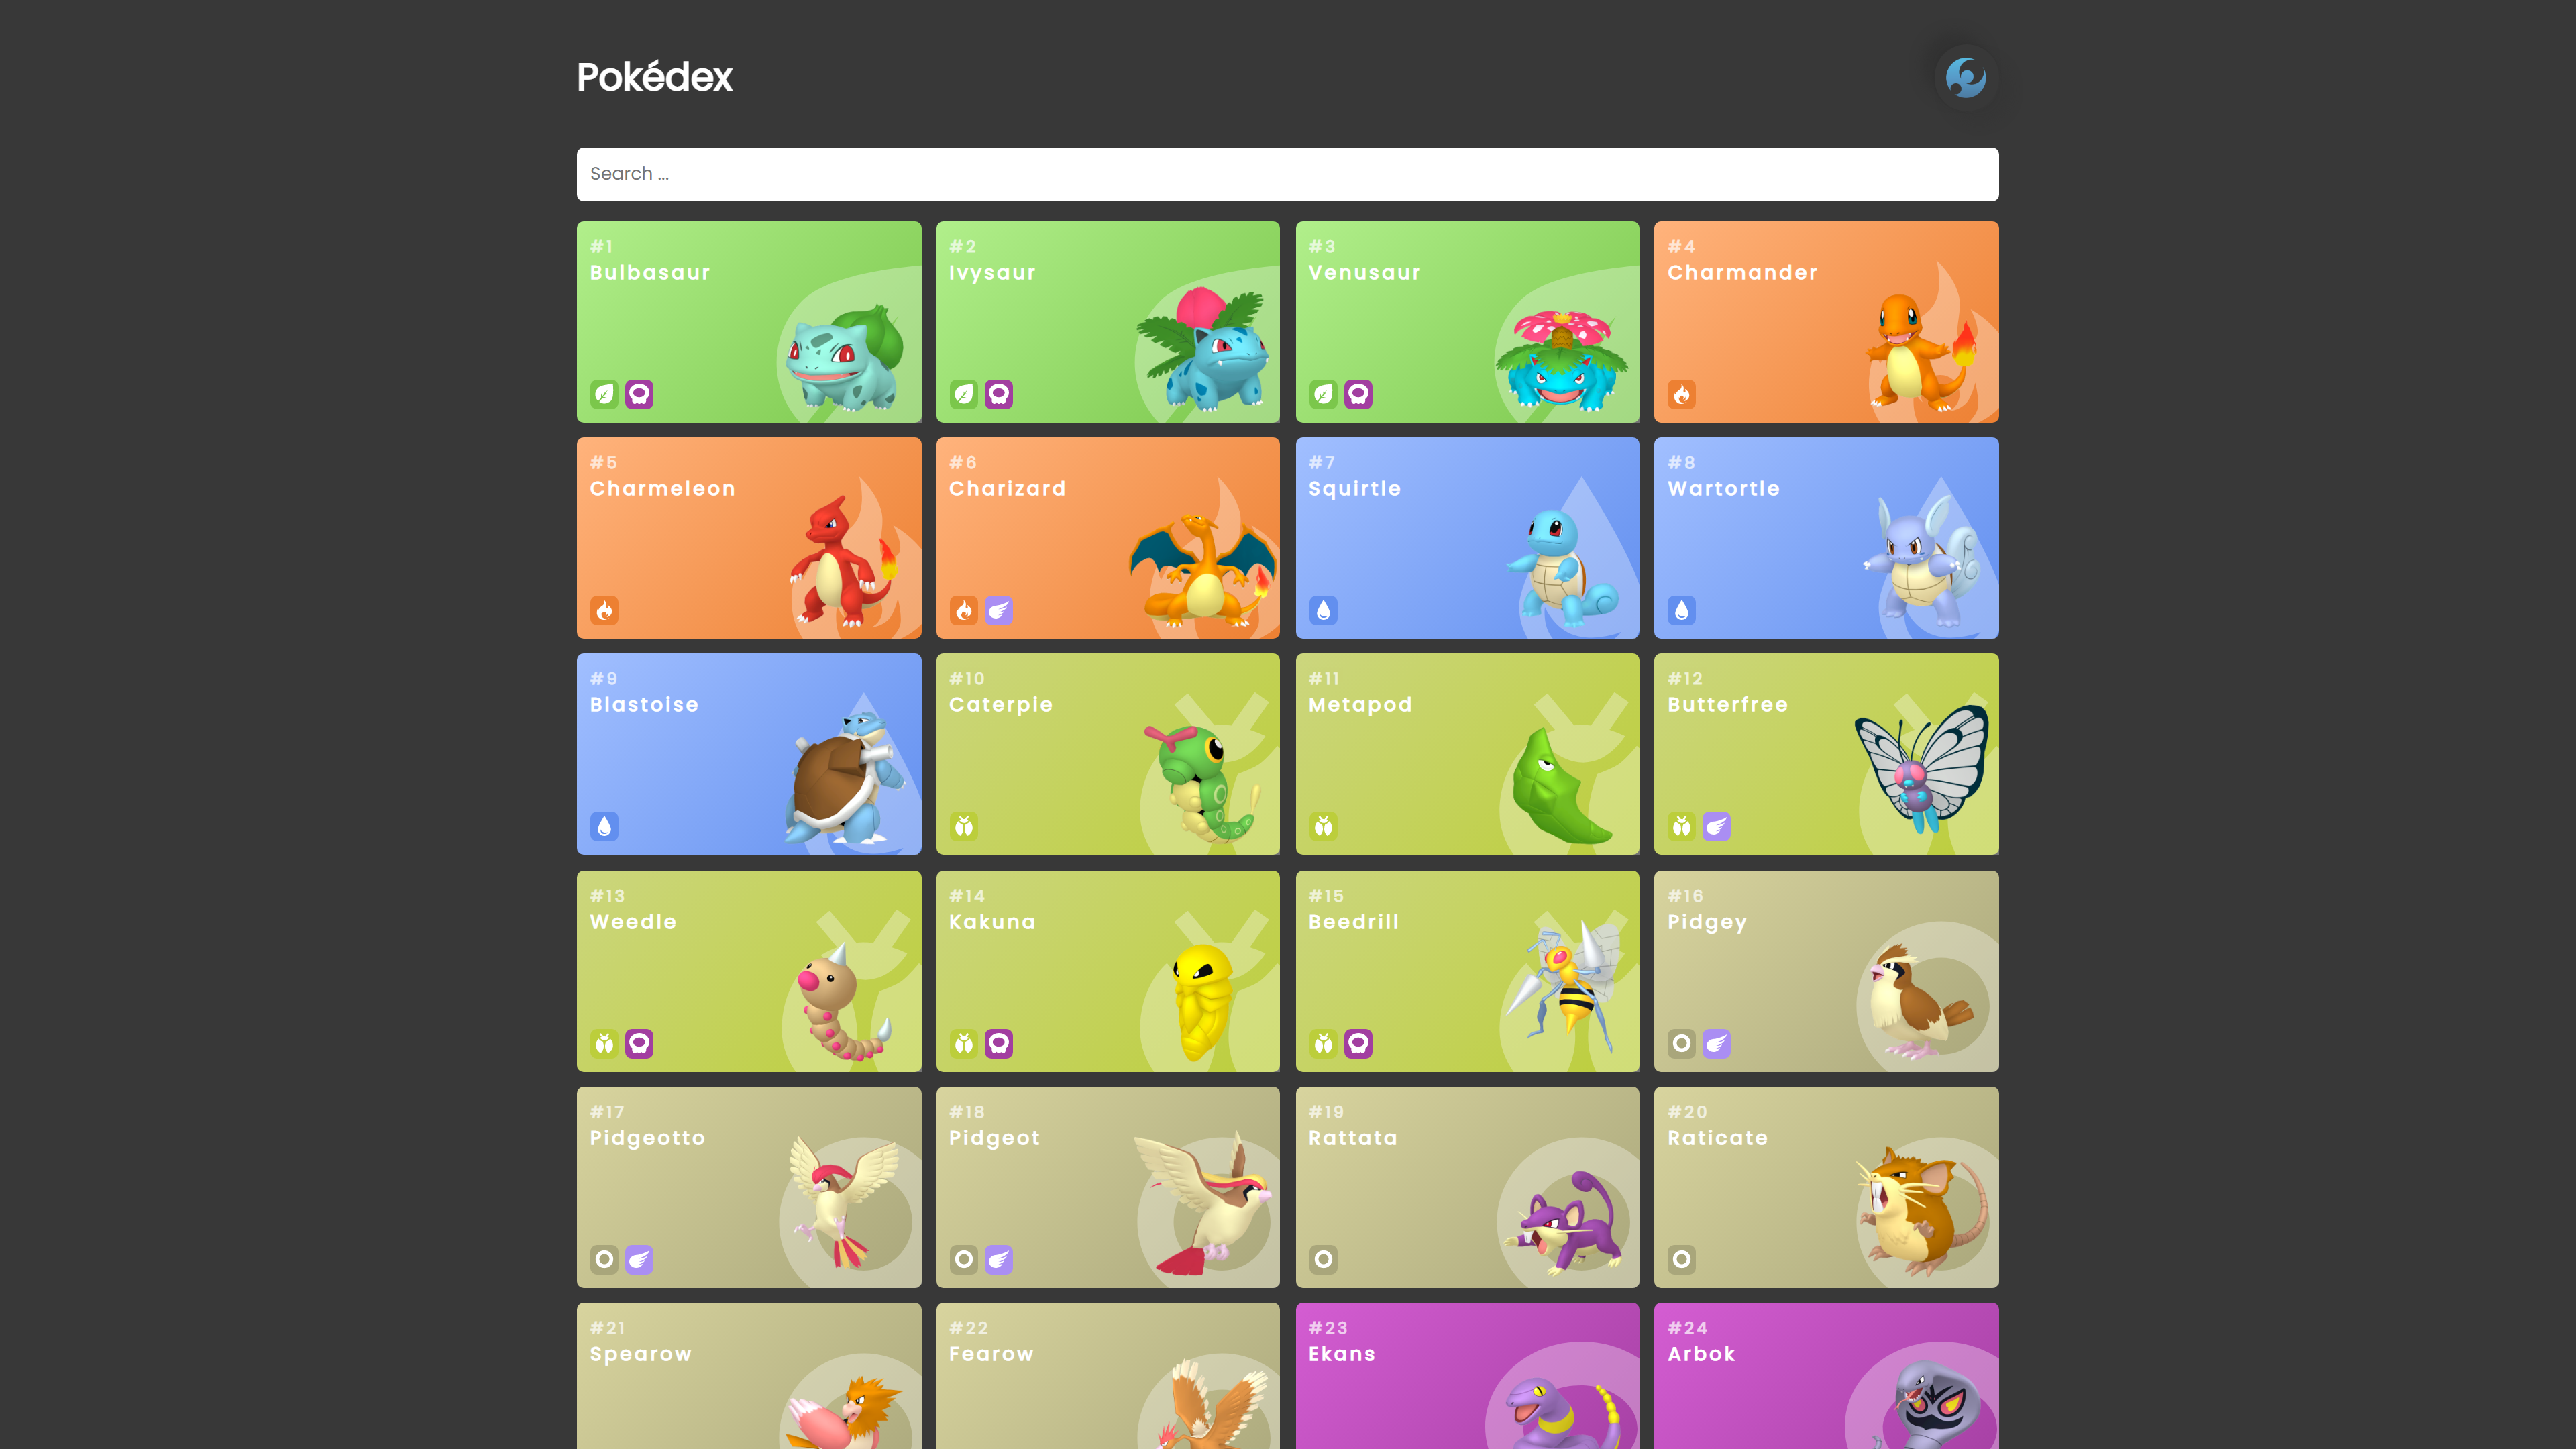 Pokédex
Search ...
#1
Bulbasaur
#2
Ivysaur
#3
Venusaur
#4
Charmander
#5
Charmeleon
#6
Charizard
#7
Squirtle
#8
Wartortle
#9
Blastoise
#10
Caterpie
#11
Metapod
#12
Butterfree
#13
Weedle
#14
Kakuna
#15
Beedrill
#16
Pidgey
#17
Pidgeotto
#18
Pidgeot
#19
Rattata
#20
Raticate
#21
Spearow
#22
Fearow
#23
Ekans
#24
Arbok